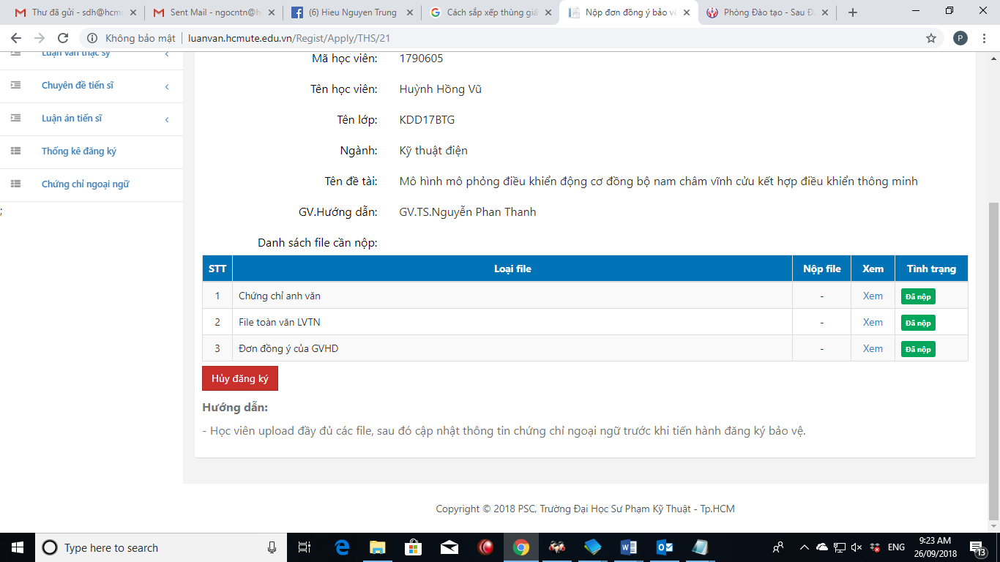 Thư đã gửi - sdh@hcm
Sent Mail - ngocntn@h
(6) Hieu Nguyen Trung
Cách sắp xếp thùng giấ
Nộp đơn đồng ý bảo vệ
Phòng Đào tạo - Sau Đ
Không bảo mật
luanvan.hcmute.edu.vn/Regist/Apply/THS/21
P
Luận văn thạc sỹ
Chuyên đề tiến sĩ
Luận án tiến sĩ
Thống kê đăng ký
Chứng chỉ ngoại ngữ
;
Mã học viên: 1790605
Tên học viên: Huỳnh Hồng Vũ
Tên lớp: KDD17BTG
Ngành: Kỹ thuật điện
Tên đề tài: Mô hình mô phỏng điều khiển động cơ đồng bộ nam châm vĩnh cửu kết hợp điều khiển thông minh
GV.Hướng dẫn: GV.TS.Nguyễn Phan Thanh
Danh sách file cần nộp:
STT Loại file Nộp file Xem Tình trạng
1 Chứng chỉ anh văn - Xem Đã nộp
2 File toàn văn LVTN - Xem Đã nộp
3 Đơn đồng ý của GVHD - Xem Đã nộp
Hủy đăng ký
Hướng dẫn:
- Học viên upload đầy đủ các file, sau đó cập nhật thông tin chứng chỉ ngoại ngữ trước khi tiến hành đăng ký bảo vệ.
Copyright © 2018 PSC, Trường Đại Học Sư Phạm Kỹ Thuật - Tp.HCM
Type here to search
ENG
9:23 AM
26/09/2018
13